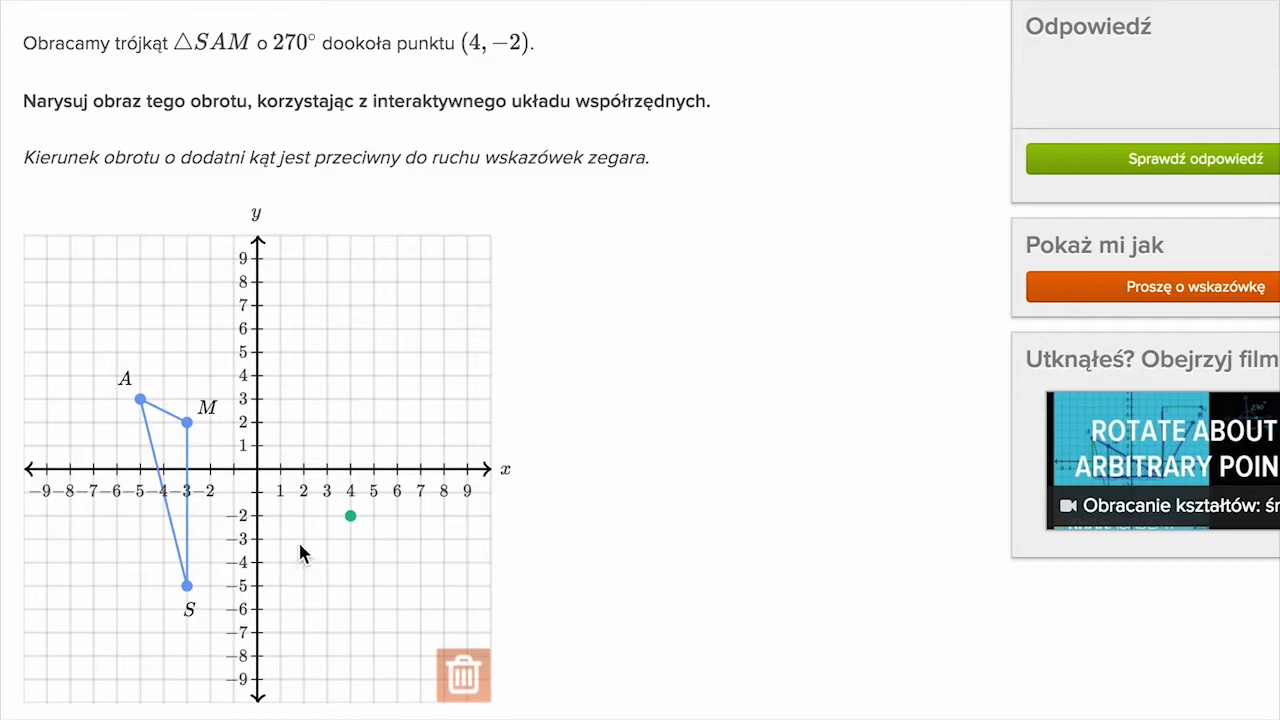 Obracamy trójkąt △SAM o 270° dookoła punktu (4, −2).
Narysuj obraz tego obrotu, korzystając z interaktywnego układu współrzędnych.
Kierunek obrotu o dodatni kąt jest przeciwny do ruchu wskazówek zegara.
y
9
8
7
6
5
4
3
2
1
A
M
x
−9 −8 −7 −6 −5 −4 −3 −2 1 2 3 4 5 6 7 8 9
−2
−3
−4
−5
−6
−7
−8
−9
S
Odpowiedź
Sprawdź odpowiedź
Pokaż mi jak
Proszę o wskazówkę
Utknąłeś? Obejrzyj film
ROTATE ABOUT
ARBITRARY POIN
Obracanie kształtów: śr